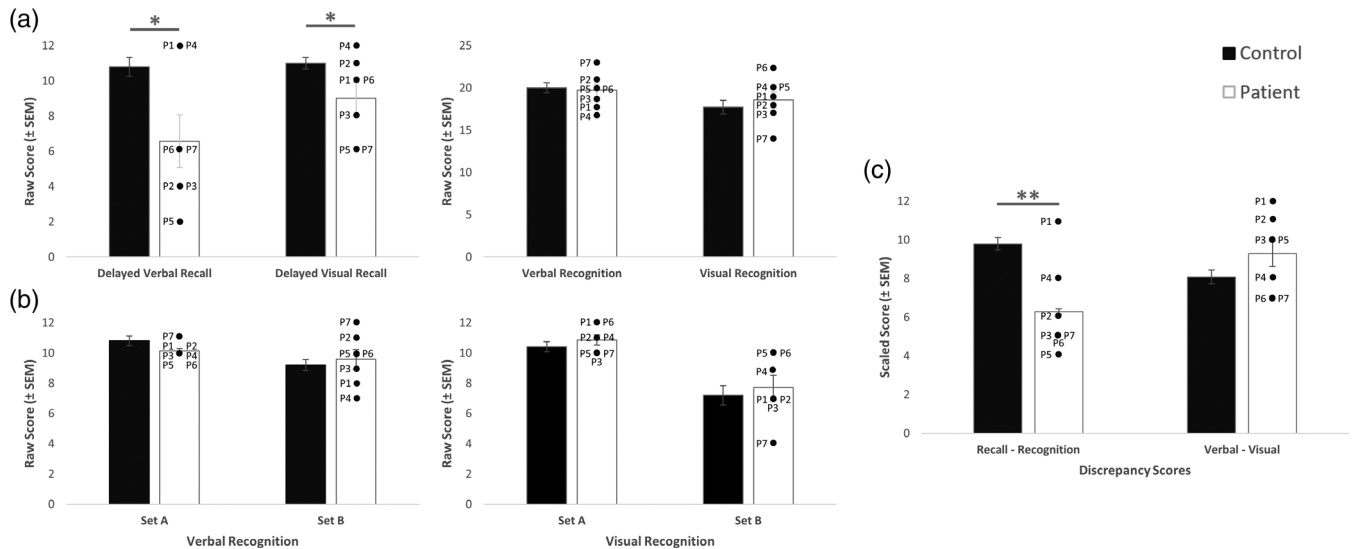 (a)
*
*
12
10
8
6
4
2
0
Raw Score (± SEM)
P1 P4
P6 P7
P2 P3
P5
P4
P2
P1 P6
P3
P5 P7
Delayed Verbal Recall
Delayed Visual Recall
25
20
15
10
5
0
Raw Score (± SEM)
P7
P2
P5 P6
P3
P1
P4
P6
P4 P5
P1
P2
P3
P7
Verbal Recognition
Visual Recognition
Control
Patient
(b)
12
10
8
6
4
2
0
Raw Score (± SEM)
P7
P1 P2
P3 P4
P5 P6
P7
P2
P5 P6
P3
P1
P4
Set A
Set B
Verbal Recognition
12
10
8
6
4
2
0
Raw Score (± SEM)
P1 P6
P2 P4
P5 P7
P3
P5 P6
P4
P1 P2
P3
P7
Set A
Set B
Visual Recognition
(c)
**
12
10
8
6
4
2
0
Scaled Score (± SEM)
P1
P4
P2
P3 P7
P6
P5
P1
P2
P3 P5
P4
P6 P7
Recall - Recognition
Verbal - Visual
Discrepancy Scores